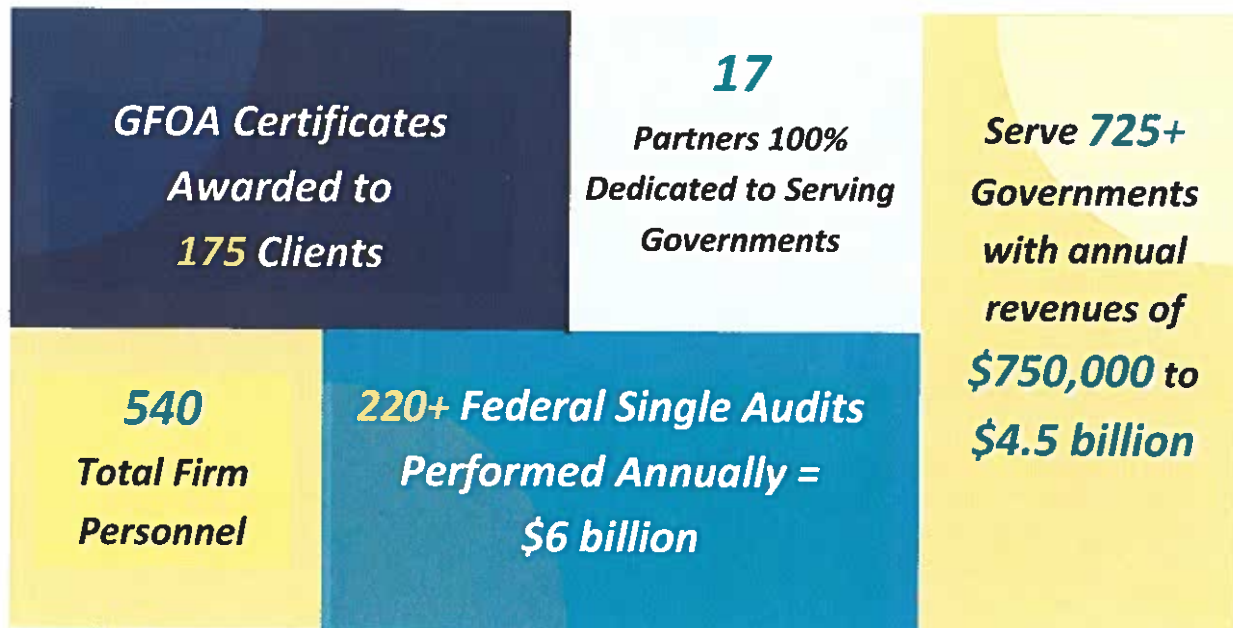 GFOA Certificates
Awarded to
175 Clients
17
Partners 100%
Dedicated to Serving
Governments
Serve 725+
Governments
with annual
revenues of
$750,000 to
$4.5 billion
540
Total Firm
Personnel
220+ Federal Single Audits
Performed Annually =
$6 billion